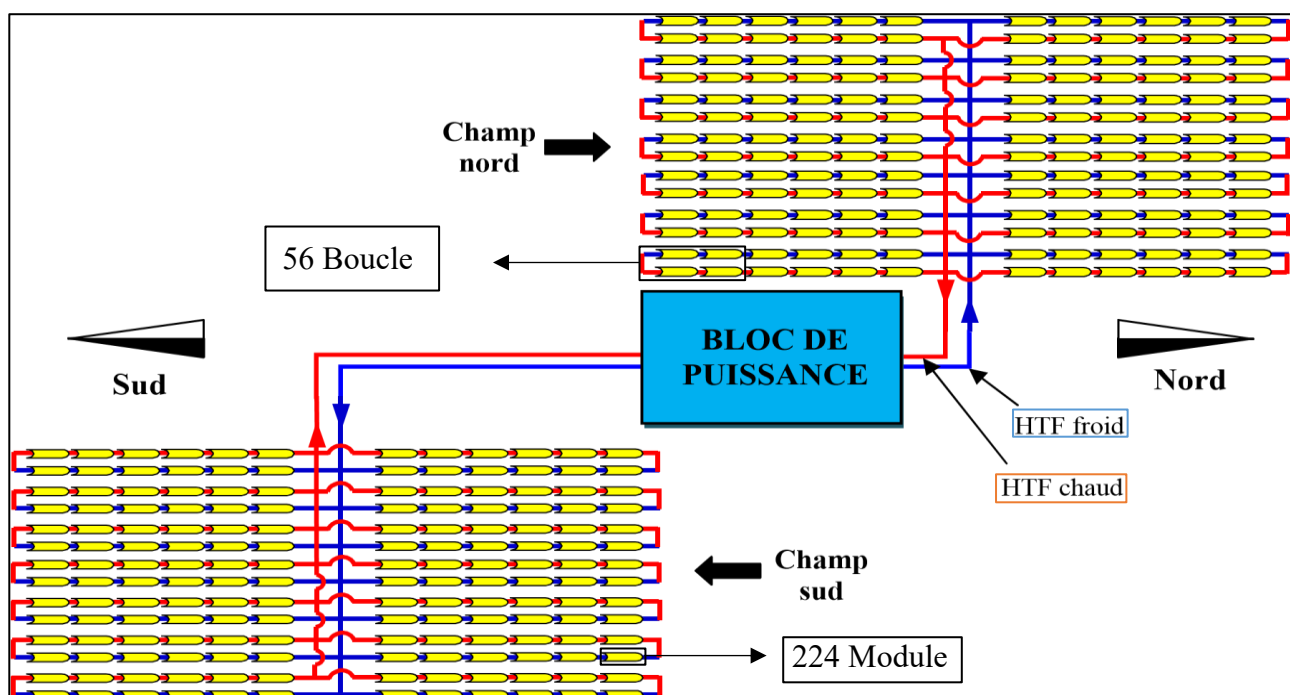 Champ
nord
56 Boucle
BLOC DE
PUISSANCE
Sud
Nord
HTF froid
HTF chaud
Champ
sud
224 Module